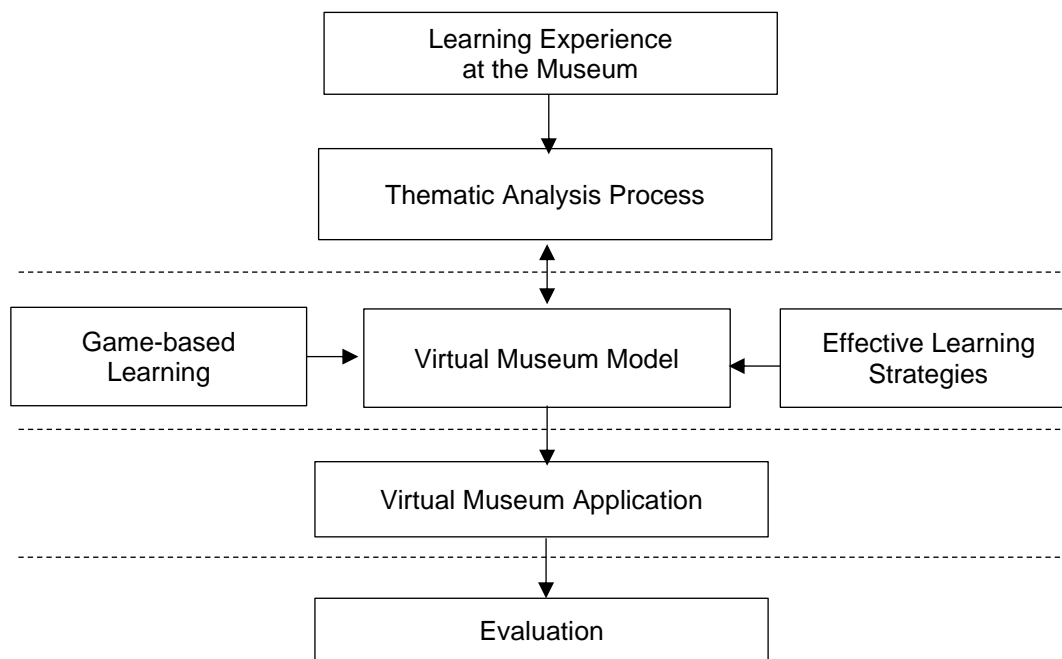 Learning Experience
at the Museum
Thematic Analysis Process
Game-based
Learning
Virtual Museum Model
Effective Learning
Strategies
Virtual Museum Application
Evaluation